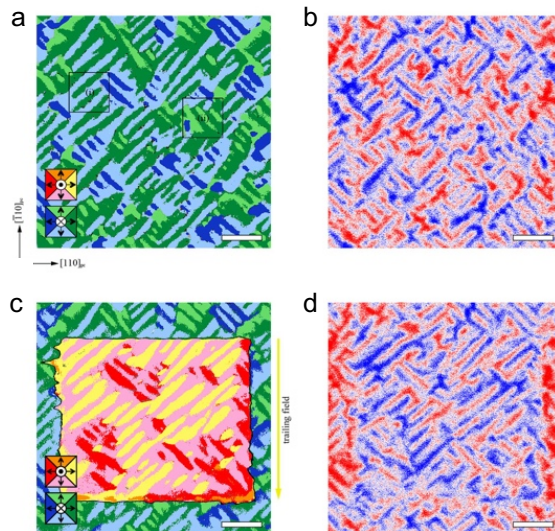 a
b
(i)
(ii)
[1̄10]pc
[110]pc
c
d
trailing field